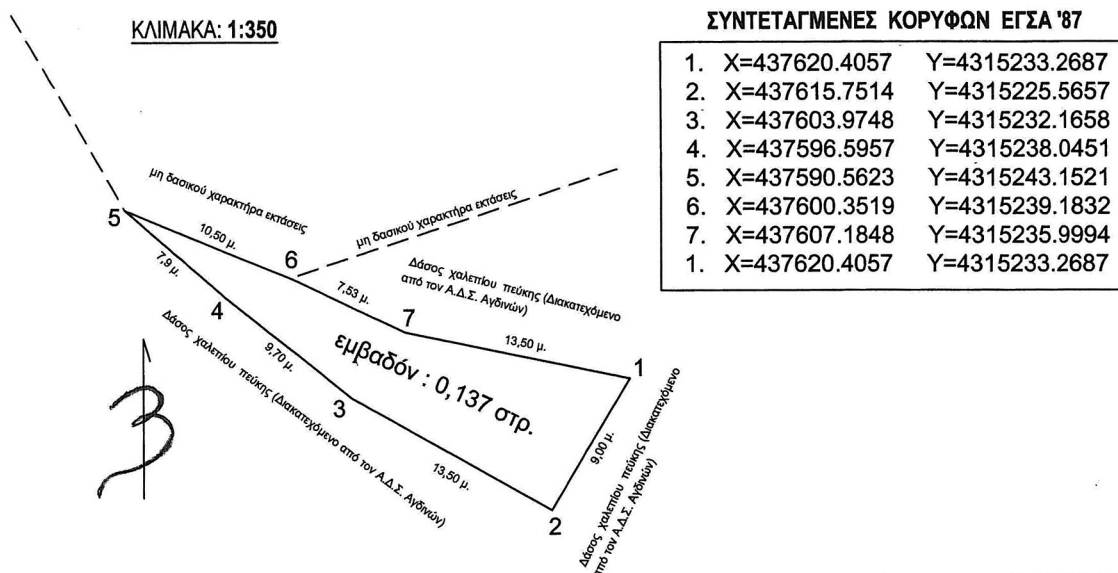 ΚΛΙΜΑΚΑ: 1:350
ΣΥΝΤΕΤΑΓΜΕΝΕΣ ΚΟΡΥΦΩΝ ΕΓΣΑ '87
1. Χ=437620.4057 Υ=4315233.2687
2. Χ=437615.7514 Υ=4315225.5657
3. Χ=437603.9748 Υ=4315232.1658
4. Χ=437596.5957 Υ=4315238.0451
5. Χ=437590.5623 Υ=4315243.1521
6. Χ=437600.3519 Υ=4315239.1832
7. Χ=437607.1848 Υ=4315235.9994
1. Χ=437620.4057 Υ=4315233.2687
μη δασικού χαρακτήρα εκτάσεις
μη δασικού χαρακτήρα εκτάσεις
5
10,50 μ.
6
7,9 μ.
7,53 μ.
Δάσος χαλεπίου πεύκης (Διακατεχόμενο
από τον Α.Δ.Σ. Αγδινών)
4
7
13,50 μ.
1
9,70 μ.
εμβαδόν : 0,137 στρ.
3
Δάσος χαλεπίου πεύκης (Διακατεχόμενο από τον Α.Δ.Σ. Αγδινών)
13,50 μ.
9,00 μ.
2
Δάσος χαλεπίου πεύκης (Διακατεχόμενο
από τον Α.Δ.Σ. Αγδινών)